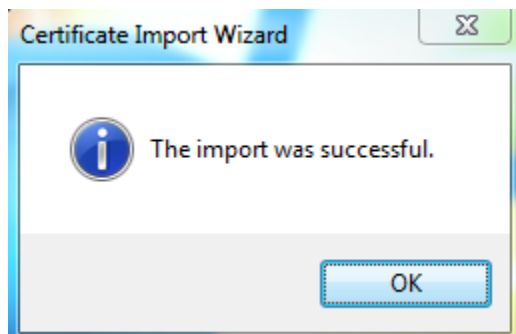 Certificate Import Wizard
The import was successful.
OK